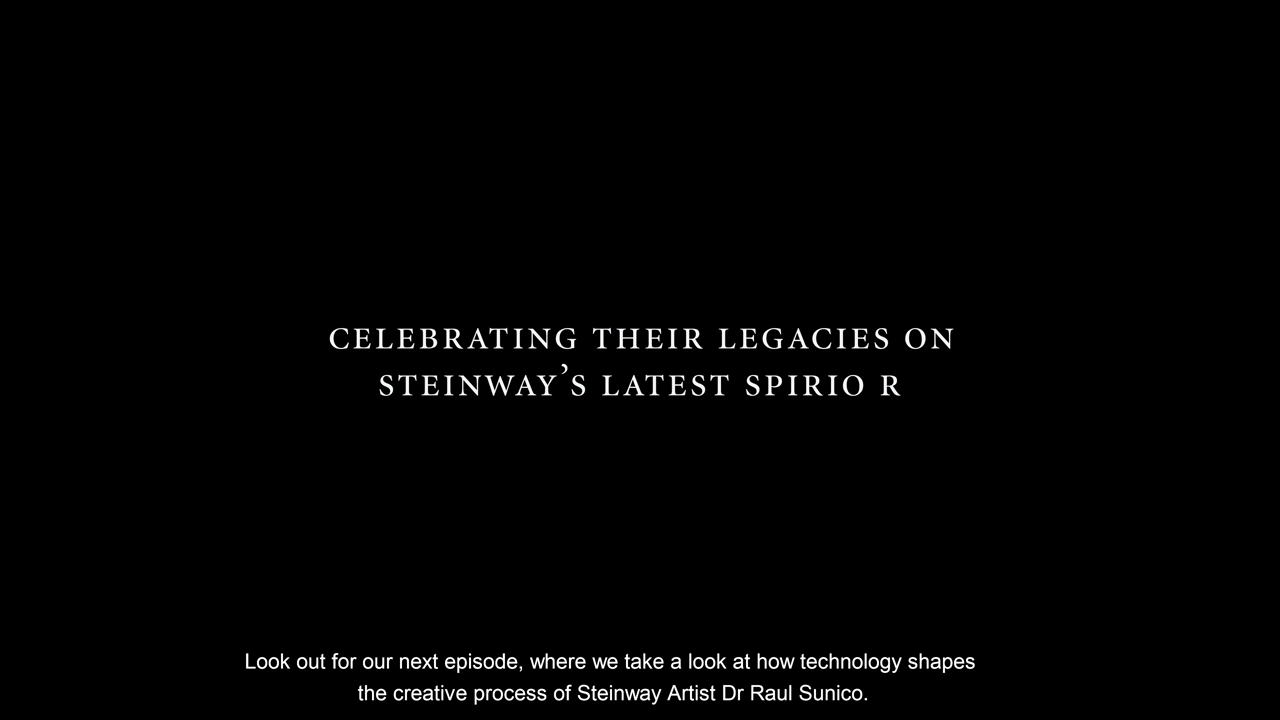 CELEBRATING THEIR LEGACIES ON
STEINWAY’S LATEST SPIRIO R
Look out for our next episode, where we take a look at how technology shapes
the creative process of Steinway Artist Dr Raul Sunico.